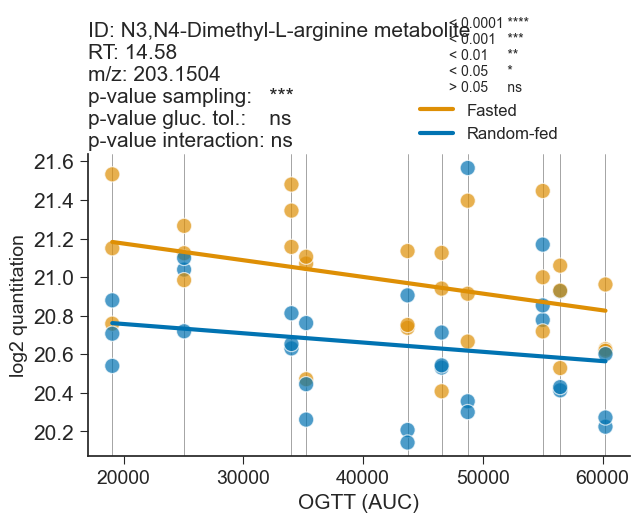 ID: N3,N4-Dimethyl-L-arginine metabolite
RT: 14.58
m/z: 203.1504
p-value sampling: ***
p-value gluc. tol.: ns
p-value interaction: ns
< 0.0001 ****
< 0.001 ***
< 0.01 **
< 0.05 *
> 0.05 ns
Fasted
Random-fed
21.6
21.4
21.2
21.0
20.8
20.6
20.4
20.2
log2 quantitation
20000 30000 40000 50000 60000
OGTT (AUC)